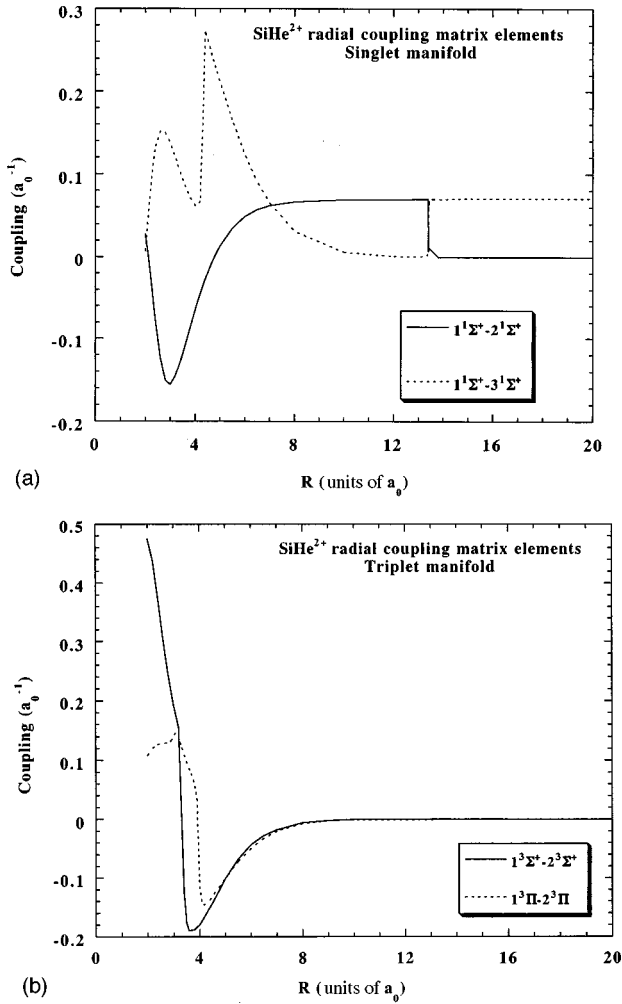 SiHe²⁺ radial coupling matrix elements
Singlet manifold
0.3
0.2
0.1
0
-0.1
-0.2
Coupling (a₀⁻¹)
1¹Σ⁺-2¹Σ⁺
1¹Σ⁺-3¹Σ⁺
0 4 8 12 16 20
R (units of a₀)
(a)
SiHe²⁺ radial coupling matrix elements
Triplet manifold
0.5
0.4
0.3
0.2
0.1
0
-0.1
-0.2
Coupling (a₀⁻¹)
1³Σ⁺-2³Σ⁺
1³Π-2³Π
0 4 8 12 16 20
R (units of a₀)
(b)